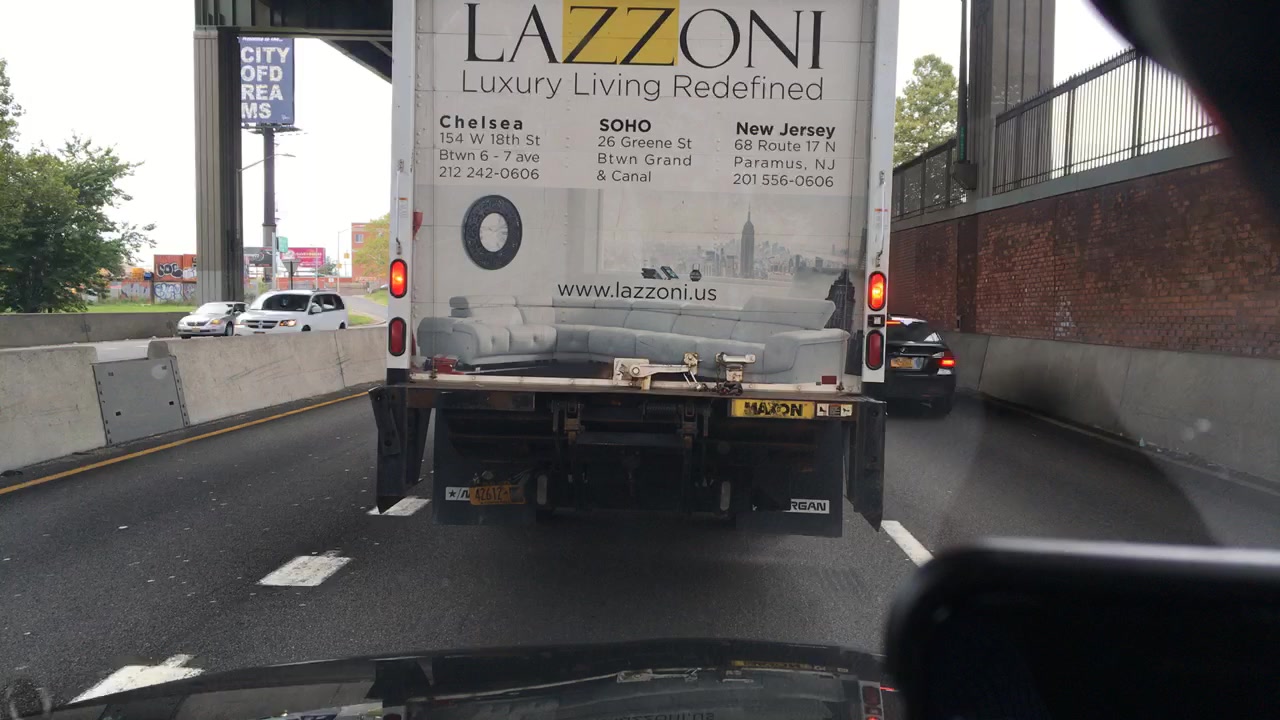 CITY
OFD
REA
MS
LAZZONI
Luxury Living Redefined
Chelsea
154 W 18th St
Btwn 6 - 7 ave
212 242-0606
SOHO
26 Greene St
Btwn Grand
& Canal
New Jersey
68 Route 17 N
Paramus, NJ
201 556-0606
www.lazzoni.us
MAXON
42612
RGAN